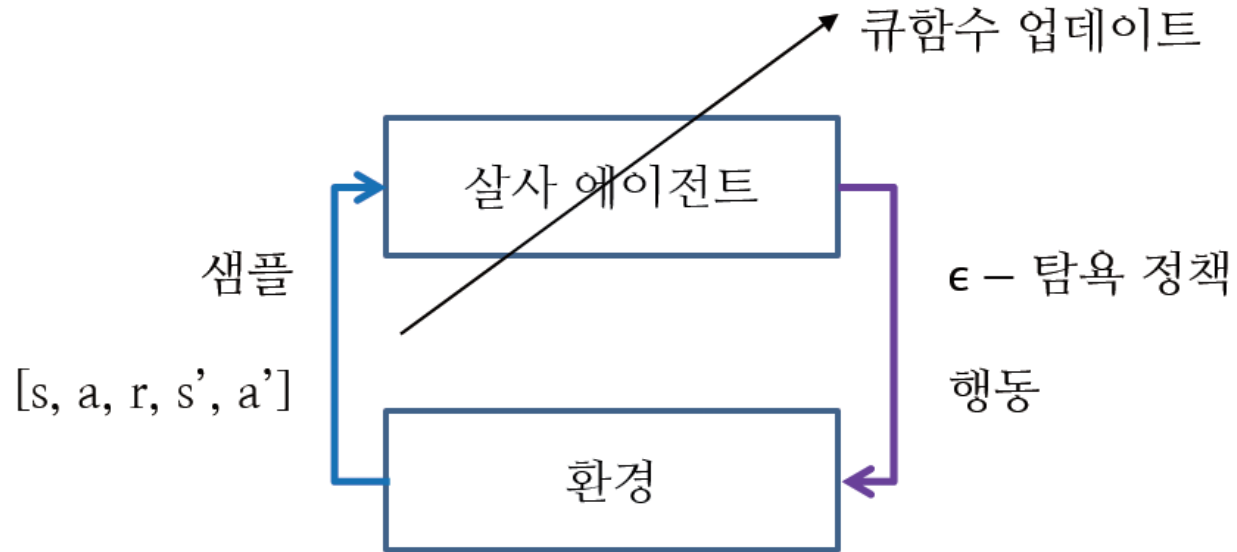 큐함수 업데이트
살사 에이전트
샘플
[s, a, r, s’, a’]
ϵ – 탐욕 정책
행동
환경